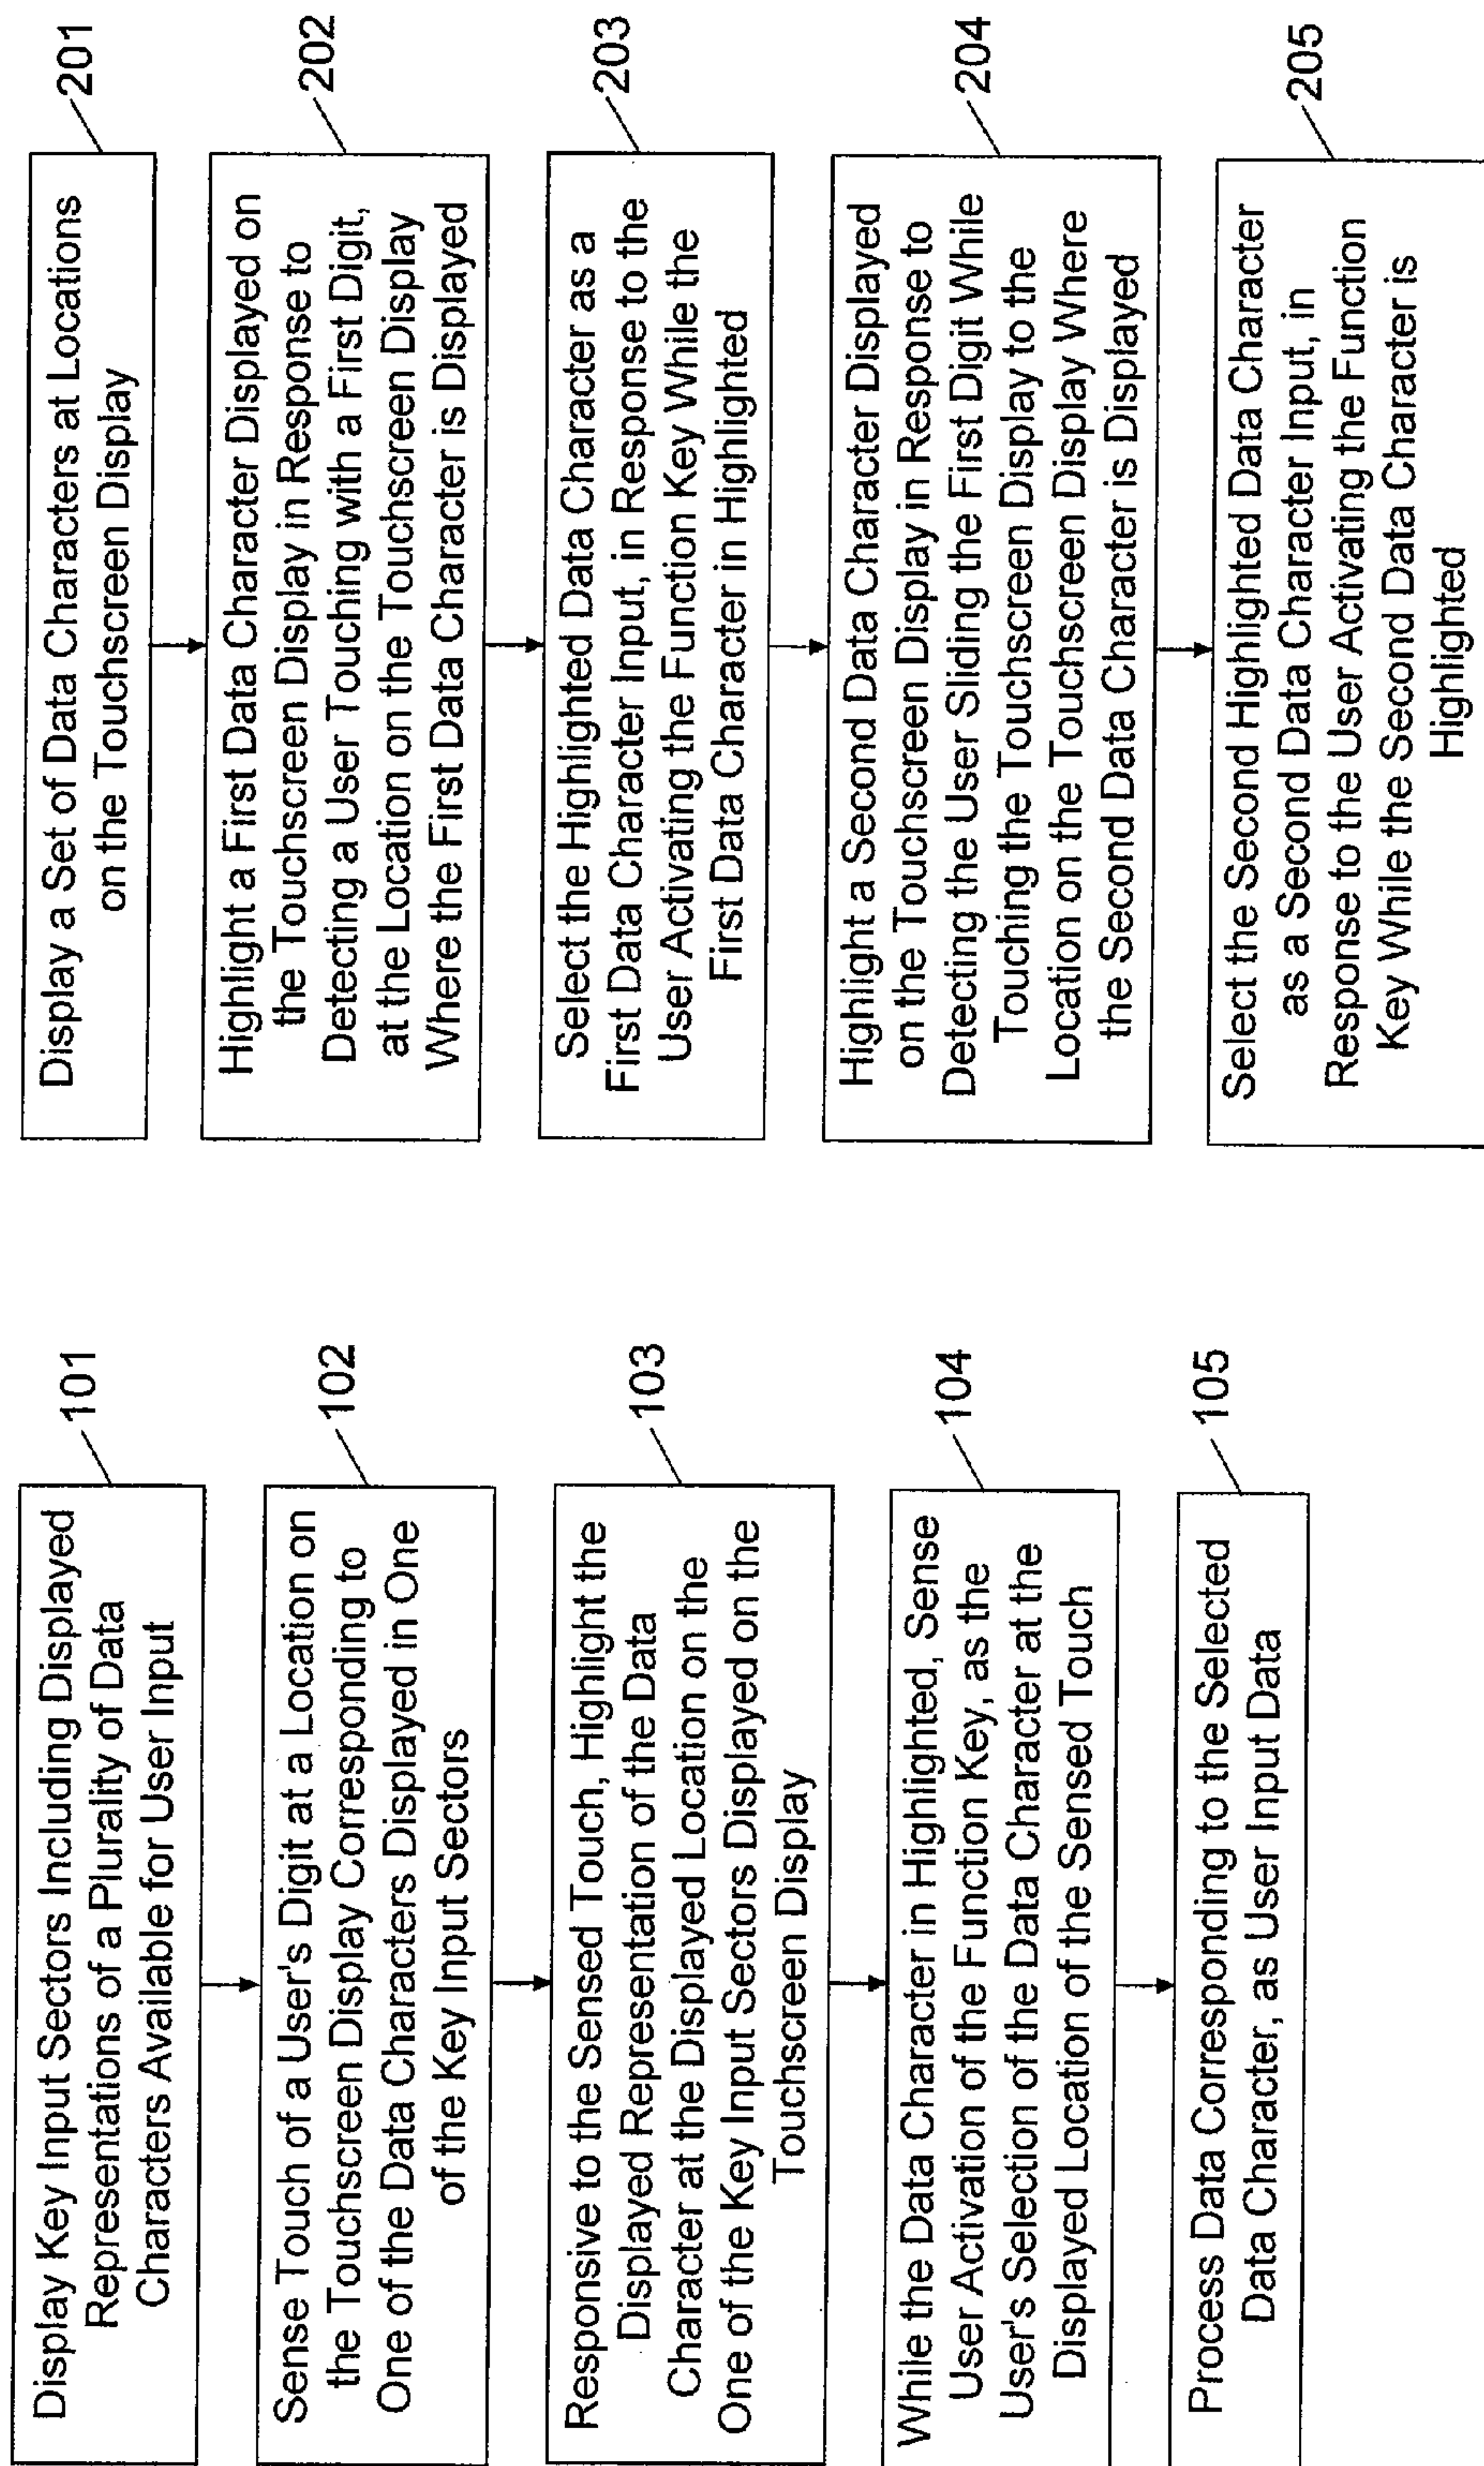 Display Key Input Sectors Including Displayed
Representations of a Plurality of Data
Characters Available for User Input
101
Sense Touch of a User's Digit at a Location on
the Touchscreen Display Corresponding to
One of the Data Characters Displayed in One
of the Key Input Sectors
102
Responsive to the Sensed Touch, Highlight the
Displayed Representation of the Data
Character at the Displayed Location on the
One of the Key Input Sectors Displayed on the
Touchscreen Display
103
While the Data Character in Highlighted, Sense
User Activation of the Function Key, as the
User's Selection of the Data Character at the
Displayed Location of the Sensed Touch
104
Process Data Corresponding to the Selected
Data Character, as User Input Data
105
Display a Set of Data Characters at Locations
on the Touchscreen Display
201
Highlight a First Data Character Displayed on
the Touchscreen Display in Response to
Detecting a User Touching with a First Digit,
at the Location on the Touchscreen Display
Where the First Data Character is Displayed
202
Select the Highlighted Data Character as a
First Data Character Input, in Response to the
User Activating the Function Key While the
First Data Character in Highlighted
203
Highlight a Second Data Character Displayed
on the Touchscreen Display in Response to
Detecting the User Sliding the First Digit While
Touching the Touchscreen Display to the
Location on the Touchscreen Display Where
the Second Data Character is Displayed
204
Select the Second Highlighted Data Character
as a Second Data Character Input, in
Response to the User Activating the Function
Key While the Second Data Character is
Highlighted
205